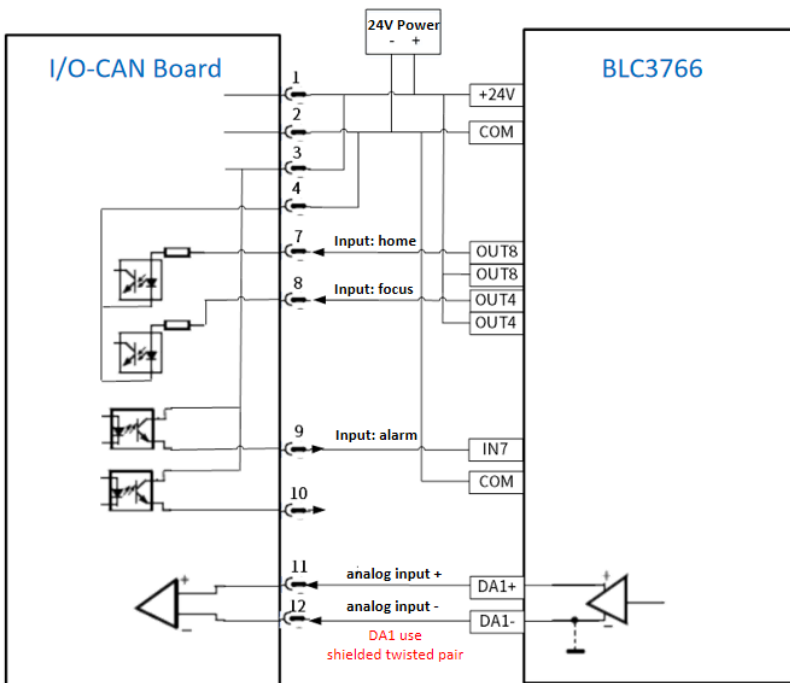 24V Power
- +
I/O-CAN Board
BLC3766
1
+24V
2
COM
3
4
7
Input: home
OUT8
OUT8
8
Input: focus
OUT4
OUT4
9
Input: alarm
IN7
COM
10
11
analog input +
DA1+
+
+
12
analog input -
DA1-
-
-
DA1 use
shielded twisted pair